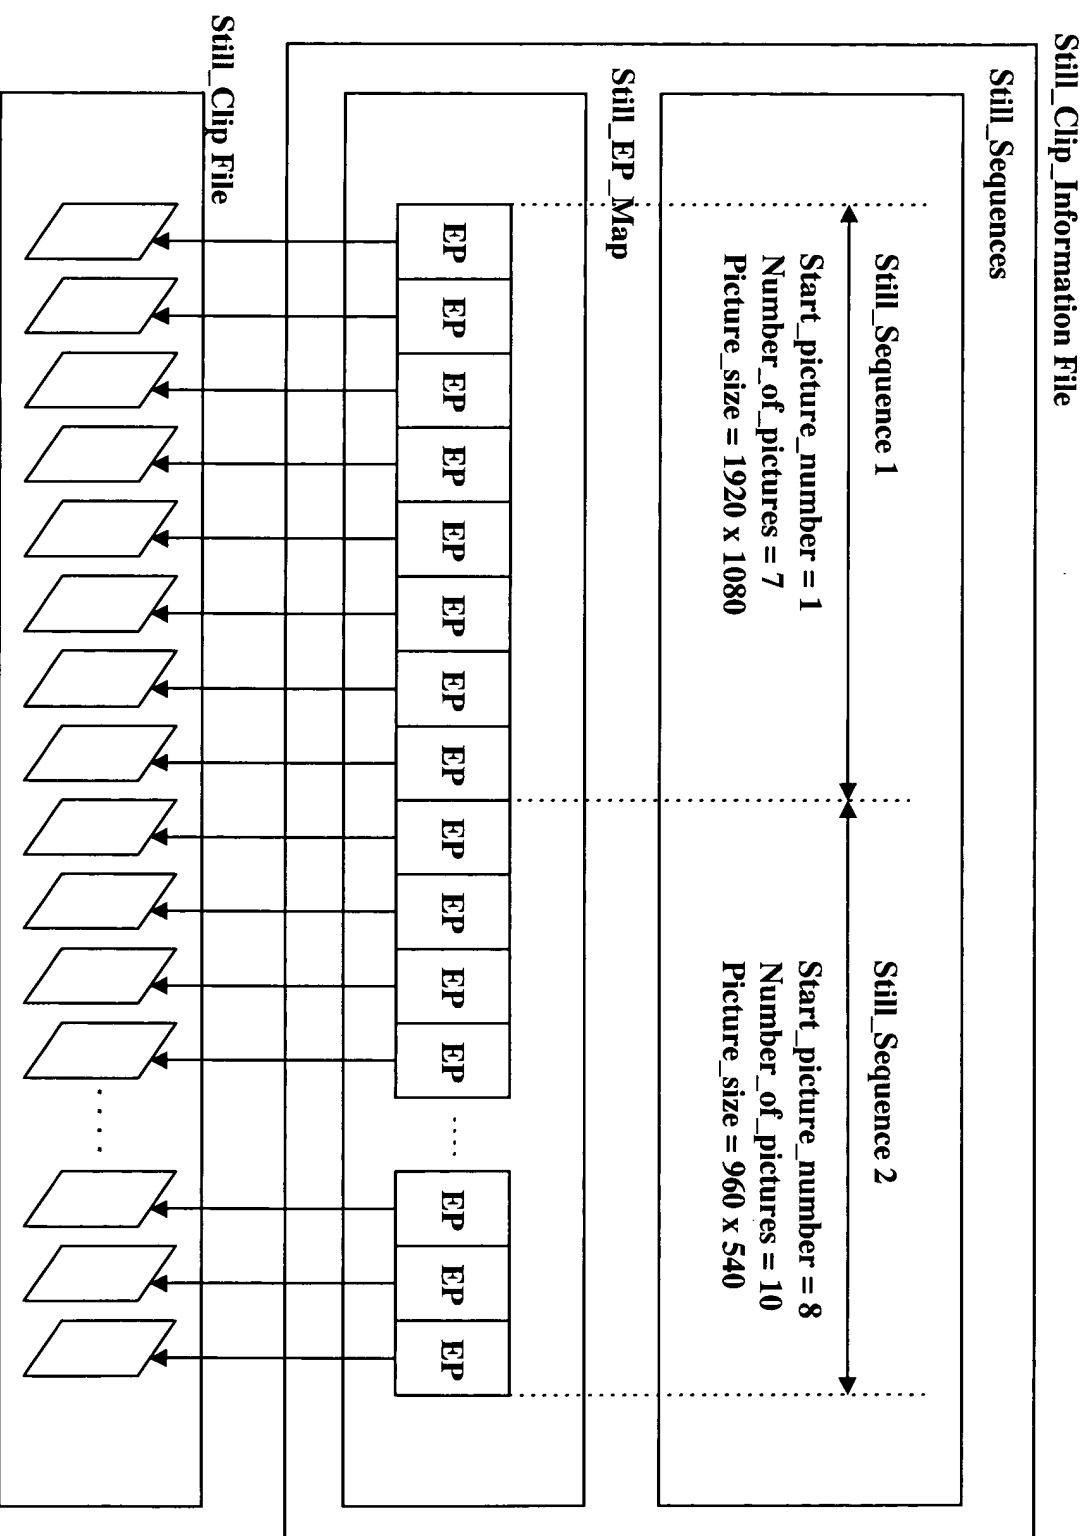 Still_Clip_Information File
Still_Sequences
Still_Sequence 1
Start_picture_number = 1
Number_of_pictures = 7
Picture_size = 1920 x 1080
Still_Sequence 2
Start_picture_number = 8
Number_of_pictures = 10
Picture_size = 960 x 540
Still_EP_Map
EP
EP
EP
EP
EP
EP
EP
EP
EP
EP
EP
EP
.....
EP
EP
EP
Still_Clip File
.....